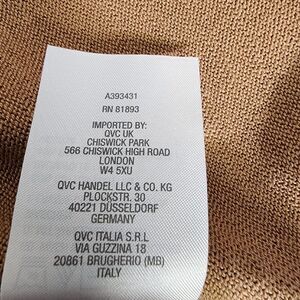 A393431
RN 81893
IMPORTED BY:
QVC UK
CHISWICK PARK
566 CHISWICK HIGH ROAD
LONDON
W4 5XU
QVC HANDEL LLC & CO. KG
PLOCKSTR. 30
40221 DÜSSELDORF
GERMANY
QVC ITALIA S.R.L
VIA GUZZINA 18
20861 BRUGHERIO (MB)
ITALY